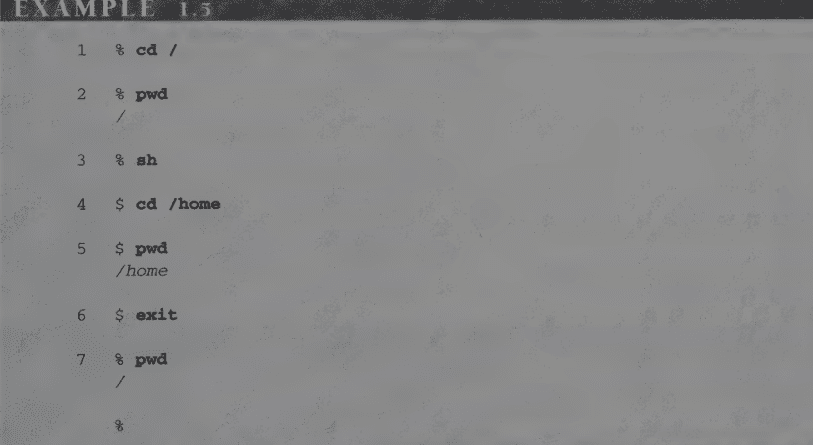 EXAMPLE 1.5
1 % cd /
2 % pwd
/
3 % sh
4 $ cd /home
5 $ pwd
/home
6 $ exit
7 % pwd
/
%